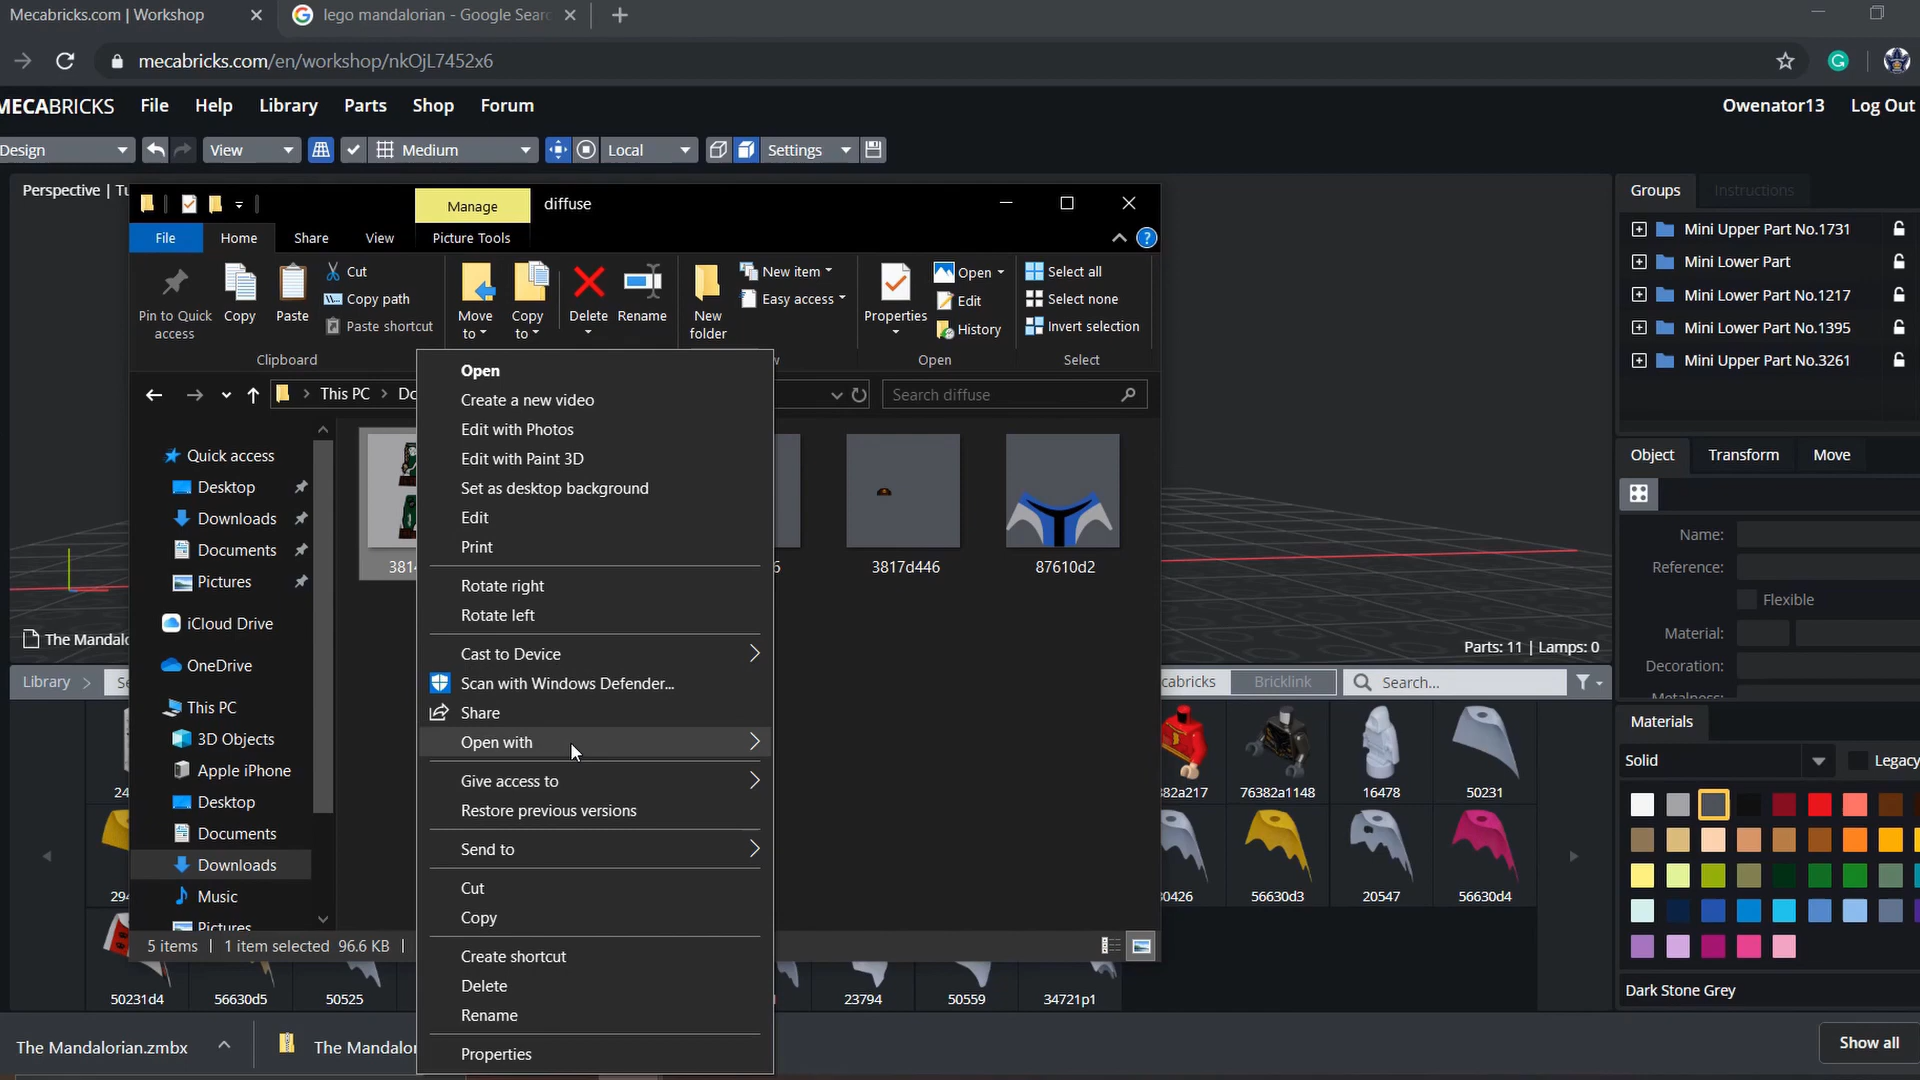 Mecabricks.com | Workshop
lego mandalorian - Google Sear
mecabricks.com/en/workshop/nkOjL7452x6
MECABRICKS File Help Library Parts Shop Forum
Owenator13 Log Out
Design View Medium Local Settings
Perspective |
Groups Instructions
Mini Upper Part No.1731
Mini Lower Part
Mini Lower Part No.1217
Mini Lower Part No.1395
Mini Upper Part No.3261
Manage diffuse
File Home Share View Picture Tools
Pin to Quick access
Copy
Paste
Cut
Copy path
Paste shortcut
Clipboard
Move to
Copy to
Delete
Rename
New folder
New item
Easy access
Properties
Open
Edit
History
Open
Select all
Select none
Invert selection
Select
This PC
Search diffuse
Quick access
Desktop
Downloads
Documents
Pictures
iCloud Drive
OneDrive
This PC
3D Objects
Apple iPhone
Desktop
Documents
Downloads
Music
Pictures
3817d446
87610d2
5 items | 1 item selected 96.6 KB
Open
Create a new video
Edit with Photos
Edit with Paint 3D
Set as desktop background
Edit
Print
Rotate right
Rotate left
Cast to Device
Scan with Windows Defender...
Share
Open with
Give access to
Restore previous versions
Send to
Cut
Copy
Create shortcut
Delete
Rename
Properties
Object Transform Move
Name:
Reference:
Flexible
Material:
Decoration:
Metalness:
The Mandalo
Parts: 11 | Lamps: 0
Library
cabricks Bricklink Search...
Materials
Solid Legacy
382a217 76382a1148 16478 50231
30426 56630d3 20547 56630d4
50231d4 56630d5 50525 23794 50559 34721p1
Dark Stone Grey
The Mandalorian.zmbx
The Mandalor
Show all